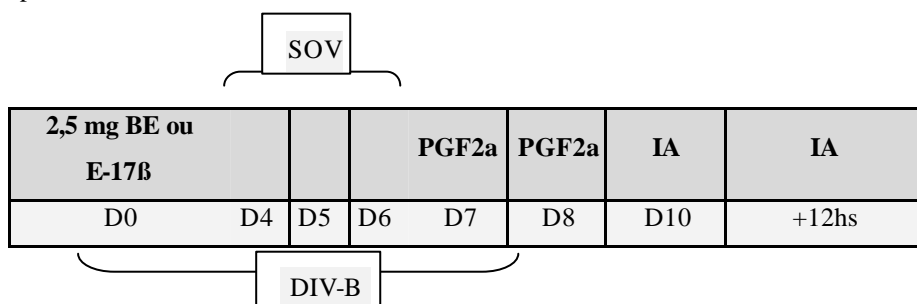 SOV
2,5 mg BE ou
E-17ß
PGF2a PGF2a IA IA
D0 D4 D5 D6 D7 D8 D10 +12hs
DIV-B